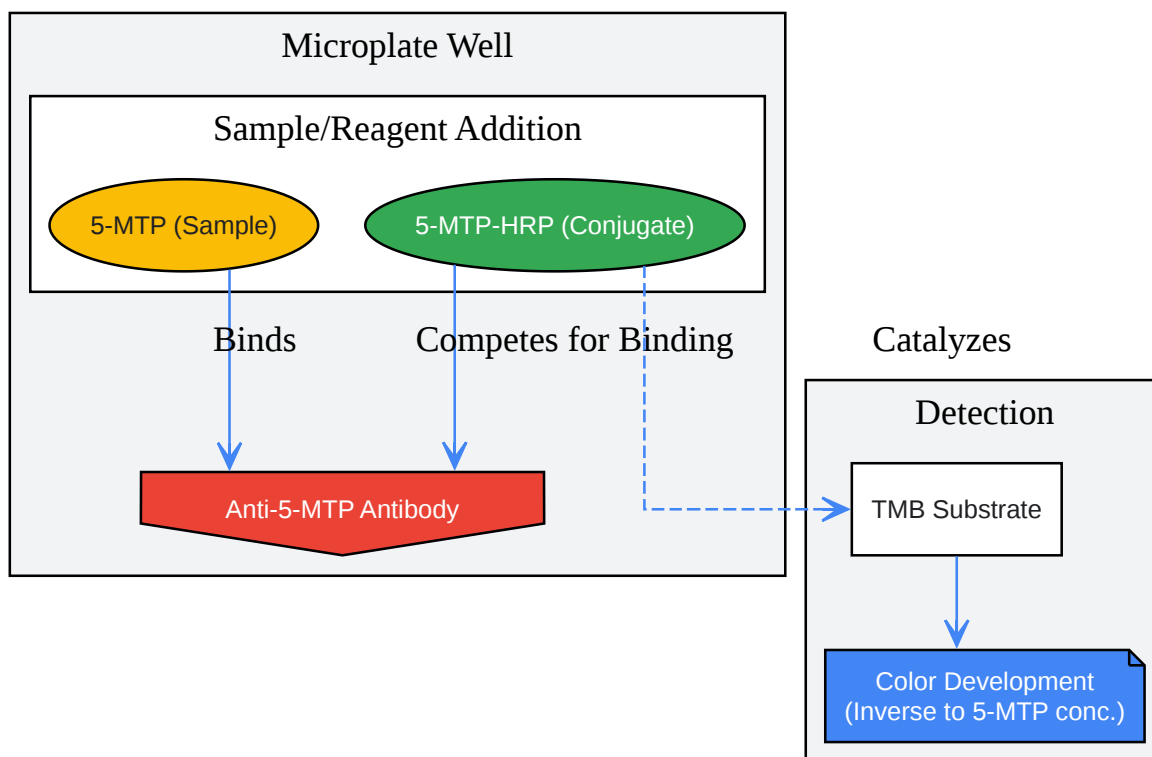 Microplate Well
Sample/Reagent Addition
5-MTP (Sample)
5-MTP-HRP (Conjugate)
Binds
Competes for Binding
Catalyzes
Detection
Anti-5-MTP Antibody
TMB Substrate
Color Development
(Inverse to 5-MTP conc.)